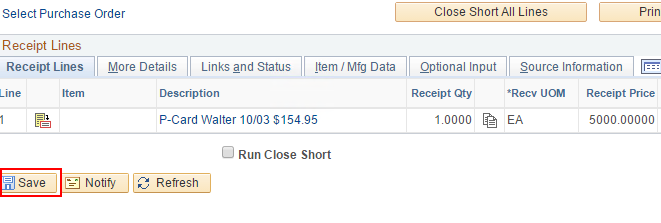 Select Purchase Order Close Short All Lines Prin
Receipt Lines
Receipt Lines More Details Links and Status Item / Mfg Data Optional Input Source Information
Line Item Description Receipt Qty *Recv UOM Receipt Price
1 P-Card Walter 10/03 $154.95 1.0000 EA 5000.00000
Run Close Short
Save Notify Refresh